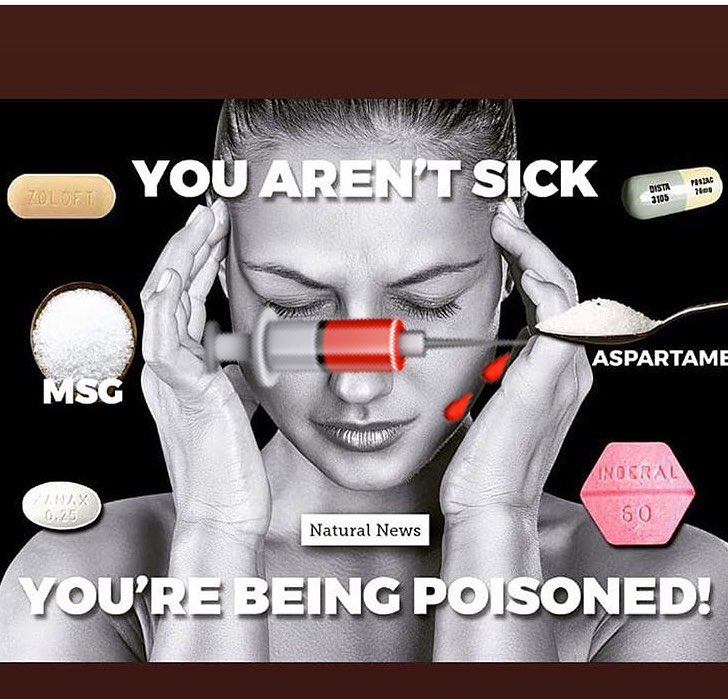 YOU AREN'T SICK
ZOLOFT
DISTA
3105
PROZAC
20mg
MSG
ASPARTAME
XANAX
0.25
INDERAL
60
Natural News
YOU'RE BEING POISONED!